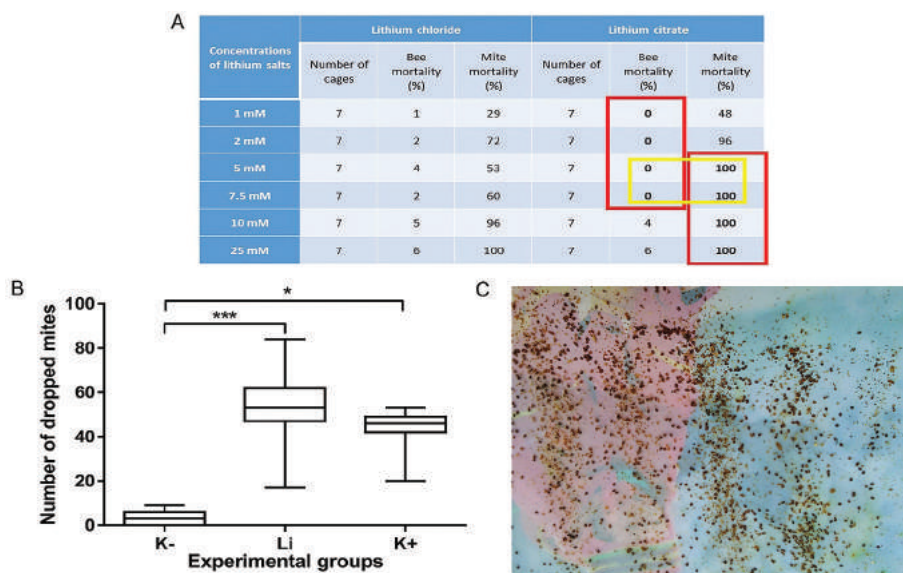 A
Concentrations of lithium salts Lithium chloride Lithium citrate
Number of cages Bee mortality (%) Mite mortality (%) Number of cages Bee mortality (%) Mite mortality (%)
1 mM 7 1 29 7 0 48
2 mM 7 2 72 7 0 96
5 mM 7 4 53 7 0 100
7.5 mM 7 2 60 7 0 100
10 mM 7 5 96 7 4 100
25 mM 7 6 100 7 6 100
B
Number of dropped mites
100
80
60
40
20
0
*
***
K- Li K+
Experimental groups
C